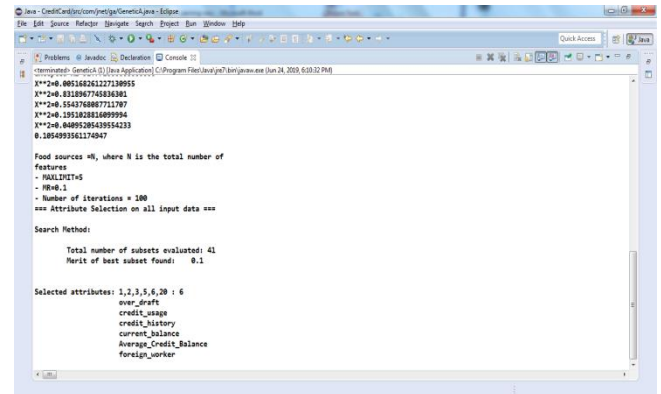 Java - CreditCard/src/com/jnet/ga/GeneticA.java - Eclipse
File Edit Source Refactor Navigate Search Project Run Window Help
Quick Access Java
Problems Javadoc Declaration Console
<terminated> GeneticA (1) [Java Application] C:\Program Files\Java\jre7\bin\javaw.exe (Jun 24, 2019, 6:10:32 PM)
X**2=0.005168261227130955
X**2=0.8318967745836301
X**2=0.5543768087711707
X**2=0.1951028816099994
X**2=0.04095205439554233
0.1054993561174947
Food sources =N, where N is the total number of
features
- MAXLIMIT=5
- MR=0.1
- Number of iterations = 100
=== Attribute Selection on all input data ===
Search Method:
Total number of subsets evaluated: 41
Merit of best subset found: 0.1
Selected attributes: 1,2,3,5,6,20 : 6
over_draft
credit_usage
credit_history
current_balance
Average_Credit_Balance
foreign_worker